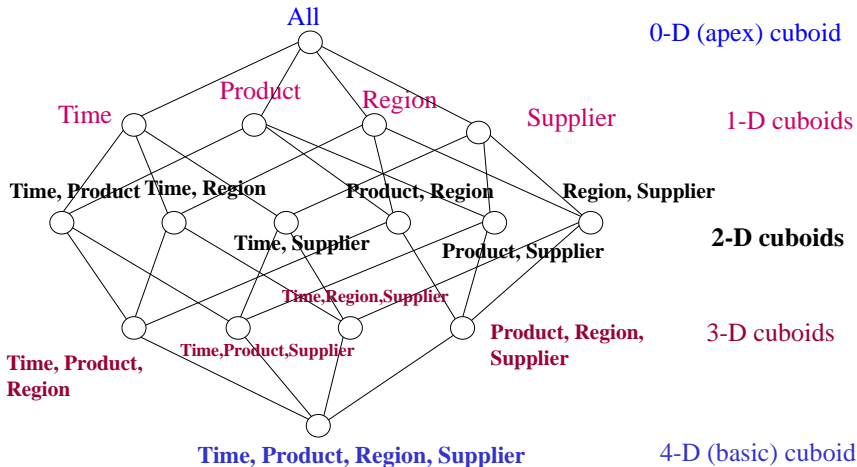 All
0-D (apex) cuboid
Time
Product
Region
Supplier
1-D cuboids
Time, Product
Time, Region
Product, Region
Region, Supplier
Time, Supplier
Product, Supplier
2-D cuboids
Time,Region,Supplier
Time, Product,
Region
Time,Product,Supplier
Product, Region,
Supplier
3-D cuboids
Time, Product, Region, Supplier
4-D (basic) cuboid